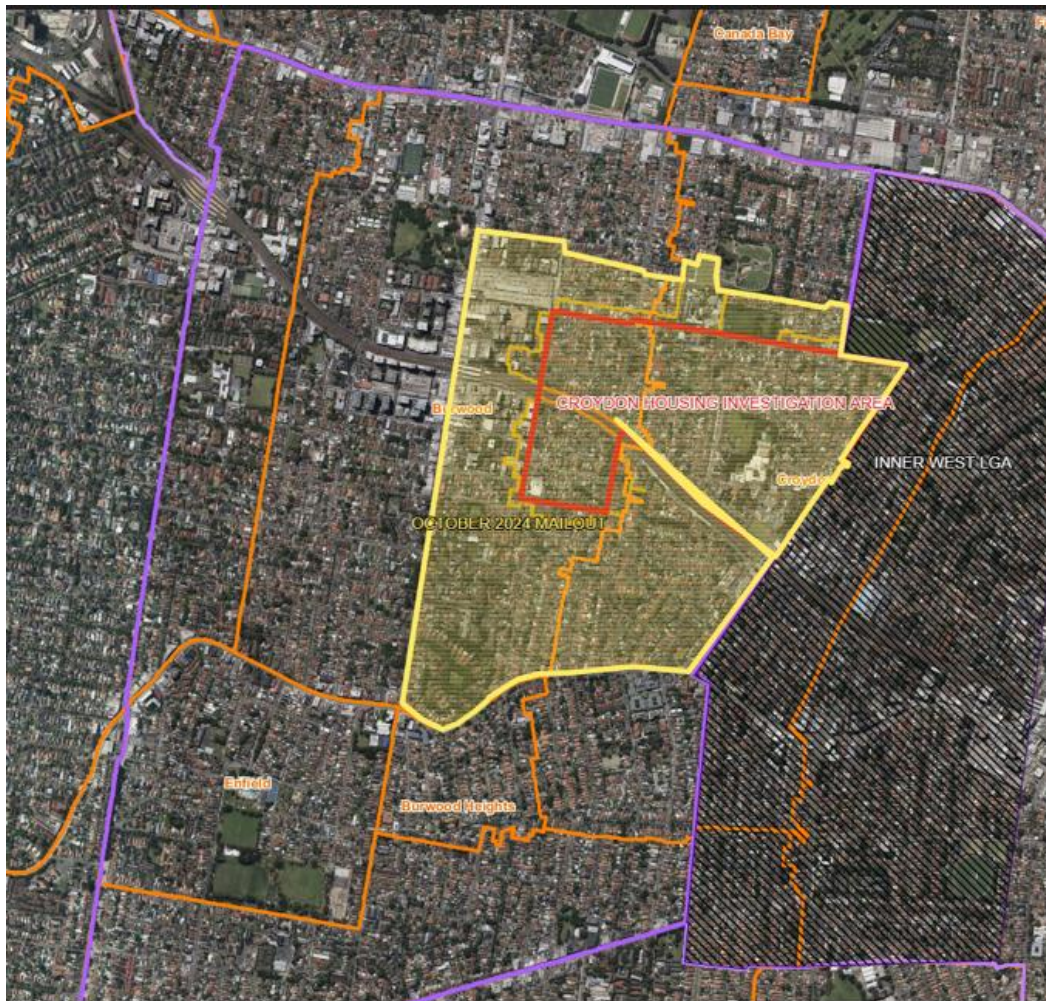 Canada Bay
Burwood
CROYDON HOUSING INVESTIGATION AREA
INNER WEST LGA
Croydon
OCTOBER 2024 MAILOUT
Enfield
Burwood Heights